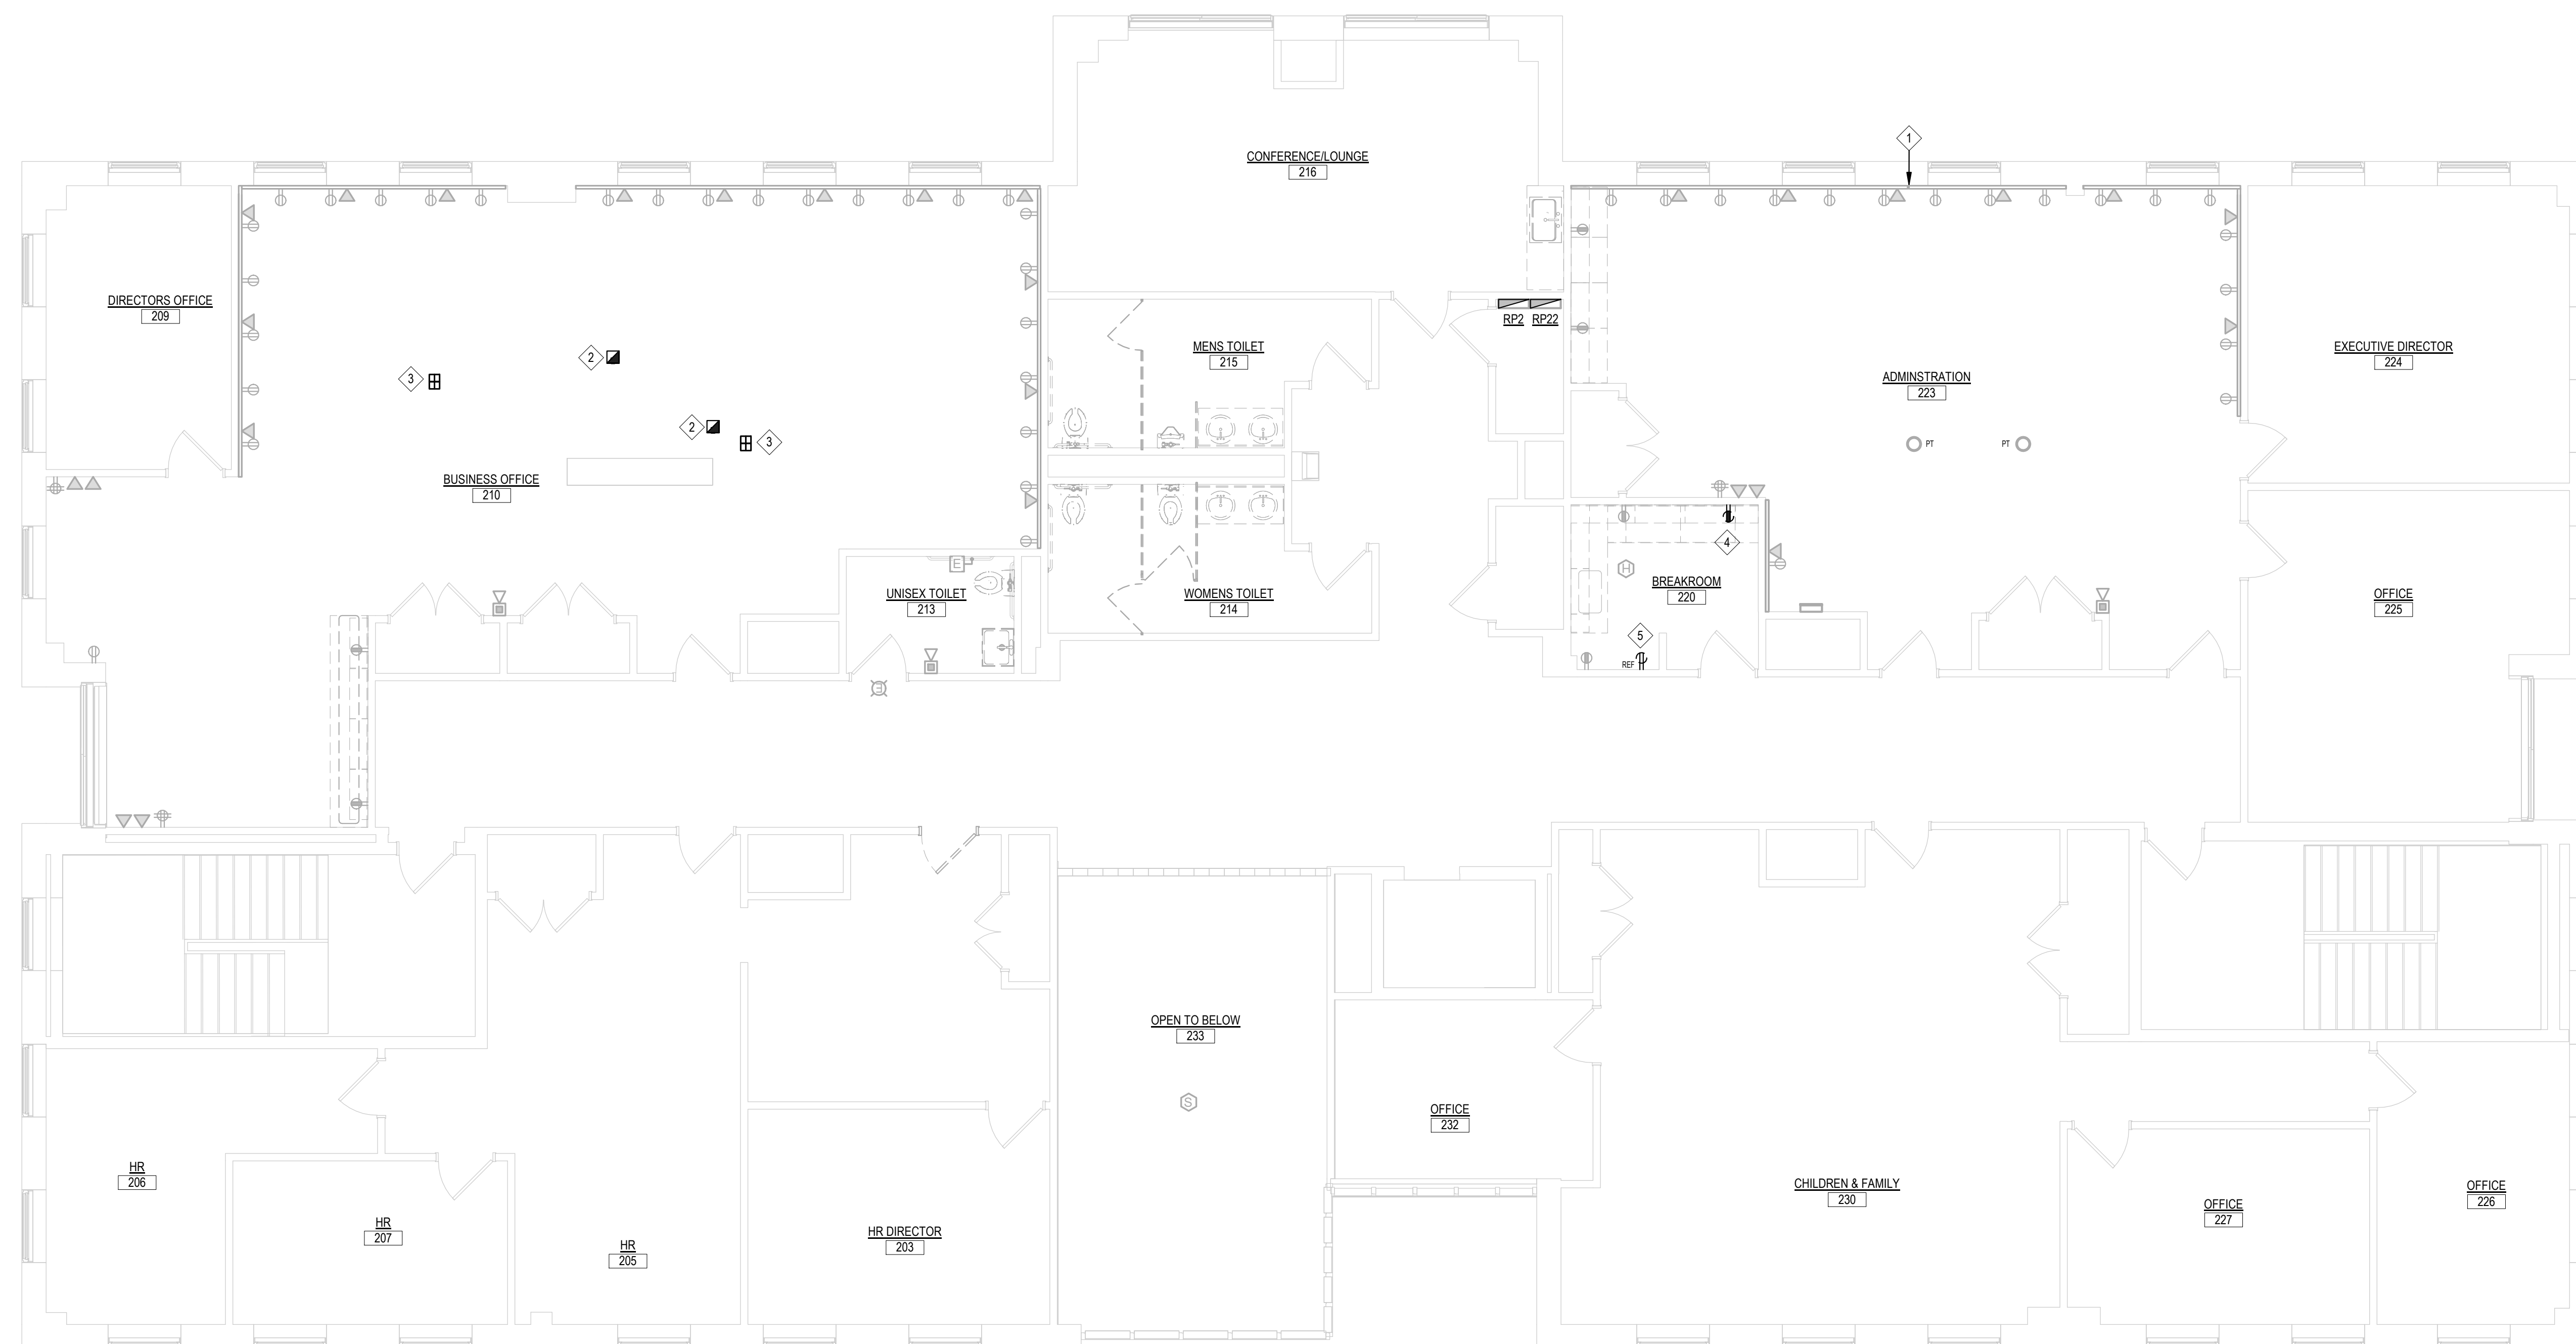 1
CONFERENCE/LOUNGE
216
DIRECTORS OFFICE
209
RP2 RP22
MENS TOILET
215
EXECUTIVE DIRECTOR
224
2
3
ADMINSTRATION
223
2
3
PT
PT
BUSINESS OFFICE
210
4
E
H
BREAKROOM
220
UNISEX TOILET
213
WOMENS TOILET
214
OFFICE
225
5
REF
E
OPEN TO BELOW
233
S
OFFICE
232
HR
206
HR
207
HR
205
HR DIRECTOR
203
CHILDREN & FAMILY
230
OFFICE
227
OFFICE
226